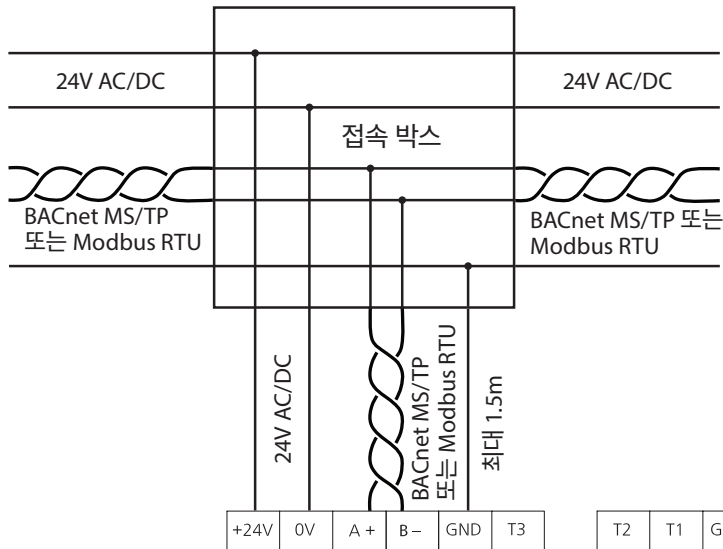 24V AC/DC
24V AC/DC
접속 박스
BACnet MS/TP
또는 Modbus RTU
BACnet MS/TP 또는
Modbus RTU
24V AC/DC
BACnet MS/TP
또는 Modbus RTU
최대 1.5m
+24V 0V A + B – GND T3 T2 T1 G